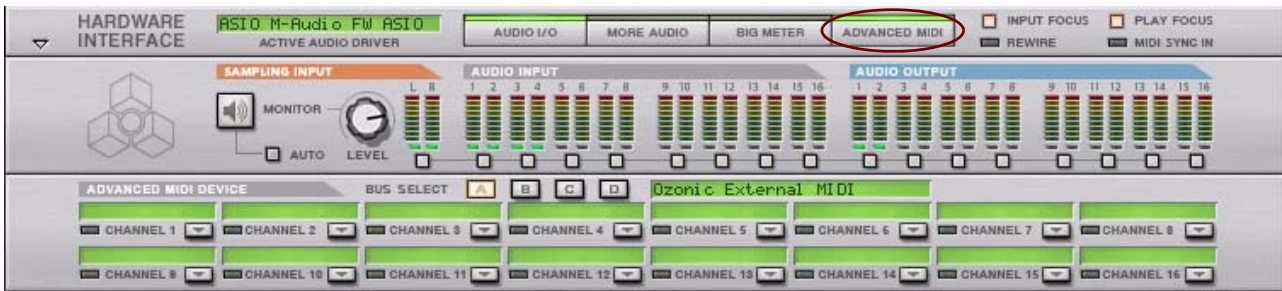 HARDWARE INTERFACE
ASIO M-Audio FW ASIO
ACTIVE AUDIO DRIVER
AUDIO I/O
MORE AUDIO
BIG METER
ADVANCED MIDI
INPUT FOCUS
PLAY FOCUS
REWIRE
MIDI SYNC IN
SAMPLING INPUT
MONITOR
AUTO
LEVEL
L R
AUDIO INPUT
1 2 3 4 5 6 7 8 9 10 11 12 13 14 15 16
AUDIO OUTPUT
1 2 3 4 5 6 7 8 9 10 11 12 13 14 15 16
ADVANCED MIDI DEVICE
BUS SELECT
A B C D
Ozonic External MIDI
CHANNEL 1 CHANNEL 2 CHANNEL 3 CHANNEL 4 CHANNEL 5 CHANNEL 6 CHANNEL 7 CHANNEL 8
CHANNEL 9 CHANNEL 10 CHANNEL 11 CHANNEL 12 CHANNEL 13 CHANNEL 14 CHANNEL 15 CHANNEL 16